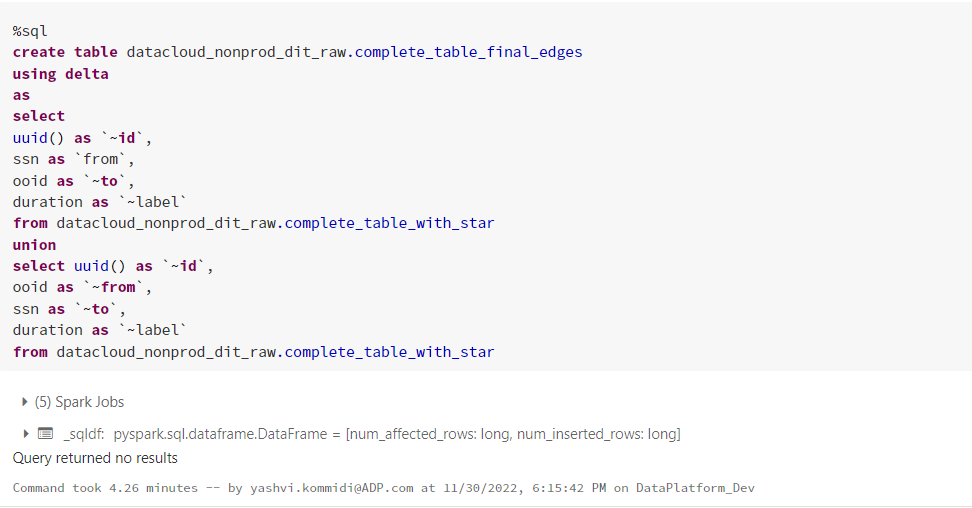 %sql
create table datacloud_nonprod_dit_raw.complete_table_final_edges
using delta
as
select
uuid() as `~id`,
ssn as `from`,
ooid as `~to`,
duration as `~label`
from datacloud_nonprod_dit_raw.complete_table_with_star
union
select uuid() as `~id`,
ooid as `~from`,
ssn as `~to`,
duration as `~label`
from datacloud_nonprod_dit_raw.complete_table_with_star
(5) Spark Jobs
_sqldf: pyspark.sql.dataframe.DataFrame = [num_affected_rows: long, num_inserted_rows: long]
Query returned no results
Command took 4.26 minutes -- by yashvi.kommidi@ADP.com at 11/30/2022, 6:15:42 PM on DataPlatform_Dev